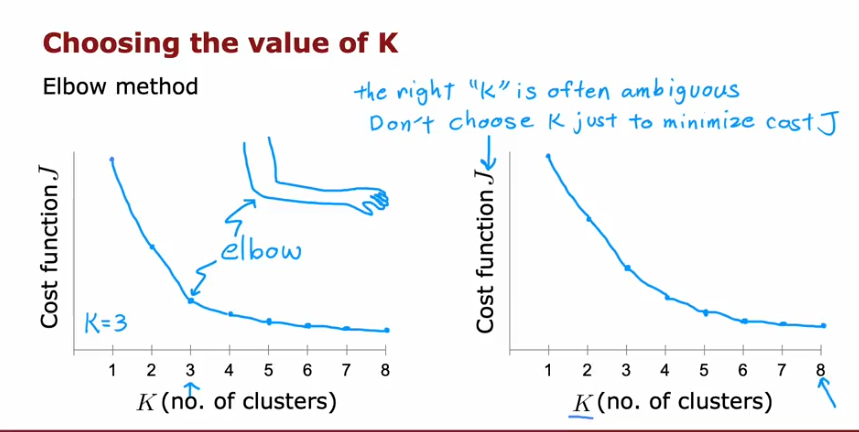 Choosing the value of K
Elbow method
the right "K" is often ambiguous
Don't choose K just to minimize cost J
Cost function J
elbow
K=3
1 2 3 4 5 6 7 8
K (no. of clusters)
Cost function J
1 2 3 4 5 6 7 8
K (no. of clusters)